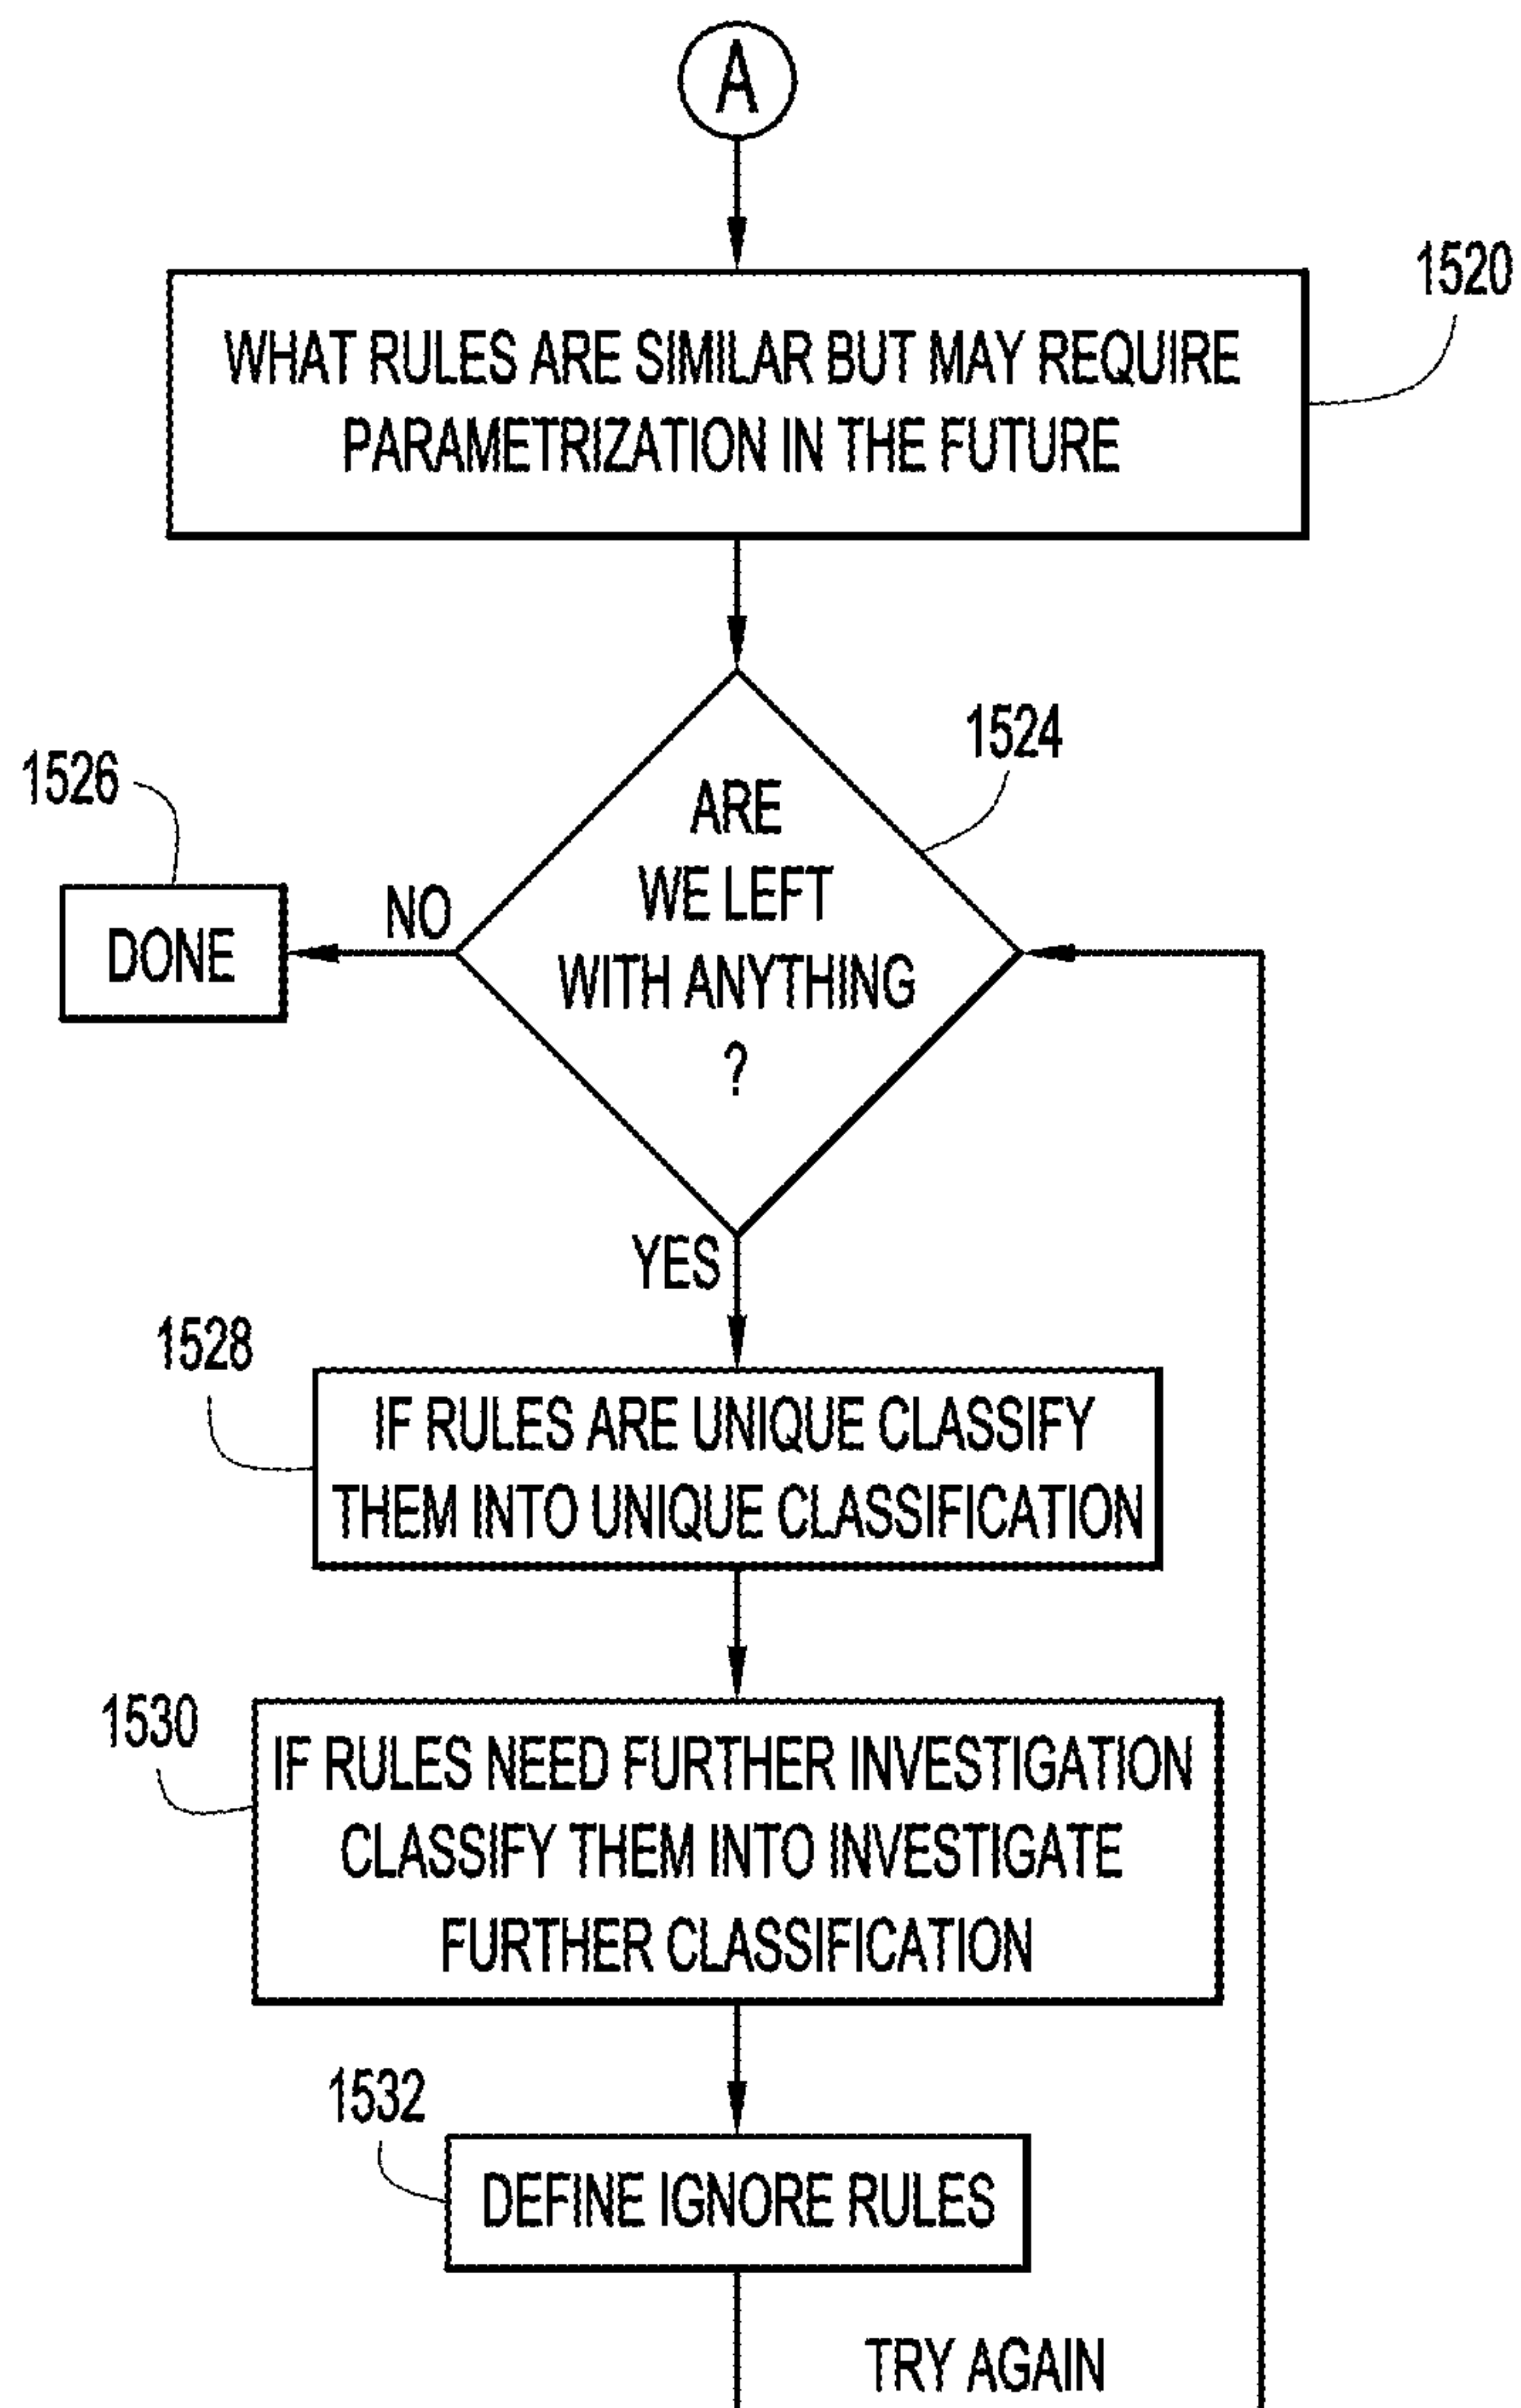 A
1520
WHAT RULES ARE SIMILAR BUT MAY REQUIRE
PARAMETRIZATION IN THE FUTURE
1524
1526
ARE
WE LEFT
WITH ANYTHING
?
NO
DONE
YES
1528
IF RULES ARE UNIQUE CLASSIFY
THEM INTO UNIQUE CLASSIFICATION
1530
IF RULES NEED FURTHER INVESTIGATION
CLASSIFY THEM INTO INVESTIGATE
FURTHER CLASSIFICATION
1532
DEFINE IGNORE RULES
TRY AGAIN